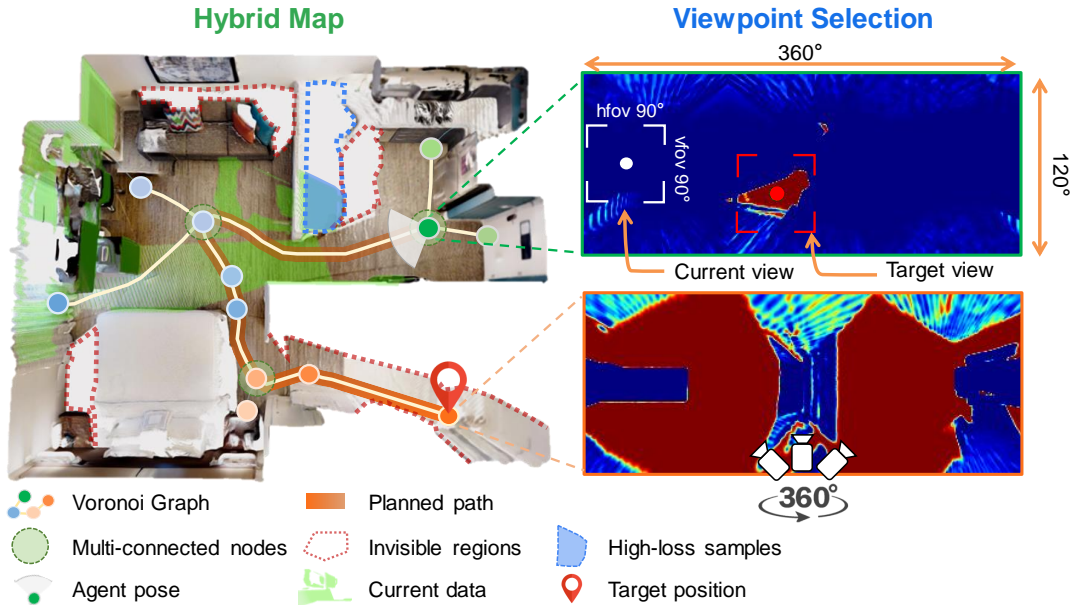 Hybrid Map
Viewpoint Selection
360°
hfov 90°
vfov 90°
120°
Current view
Target view
360°
Voronoi Graph
Planned path
Multi-connected nodes
Invisible regions
High-loss samples
Agent pose
Current data
Target position